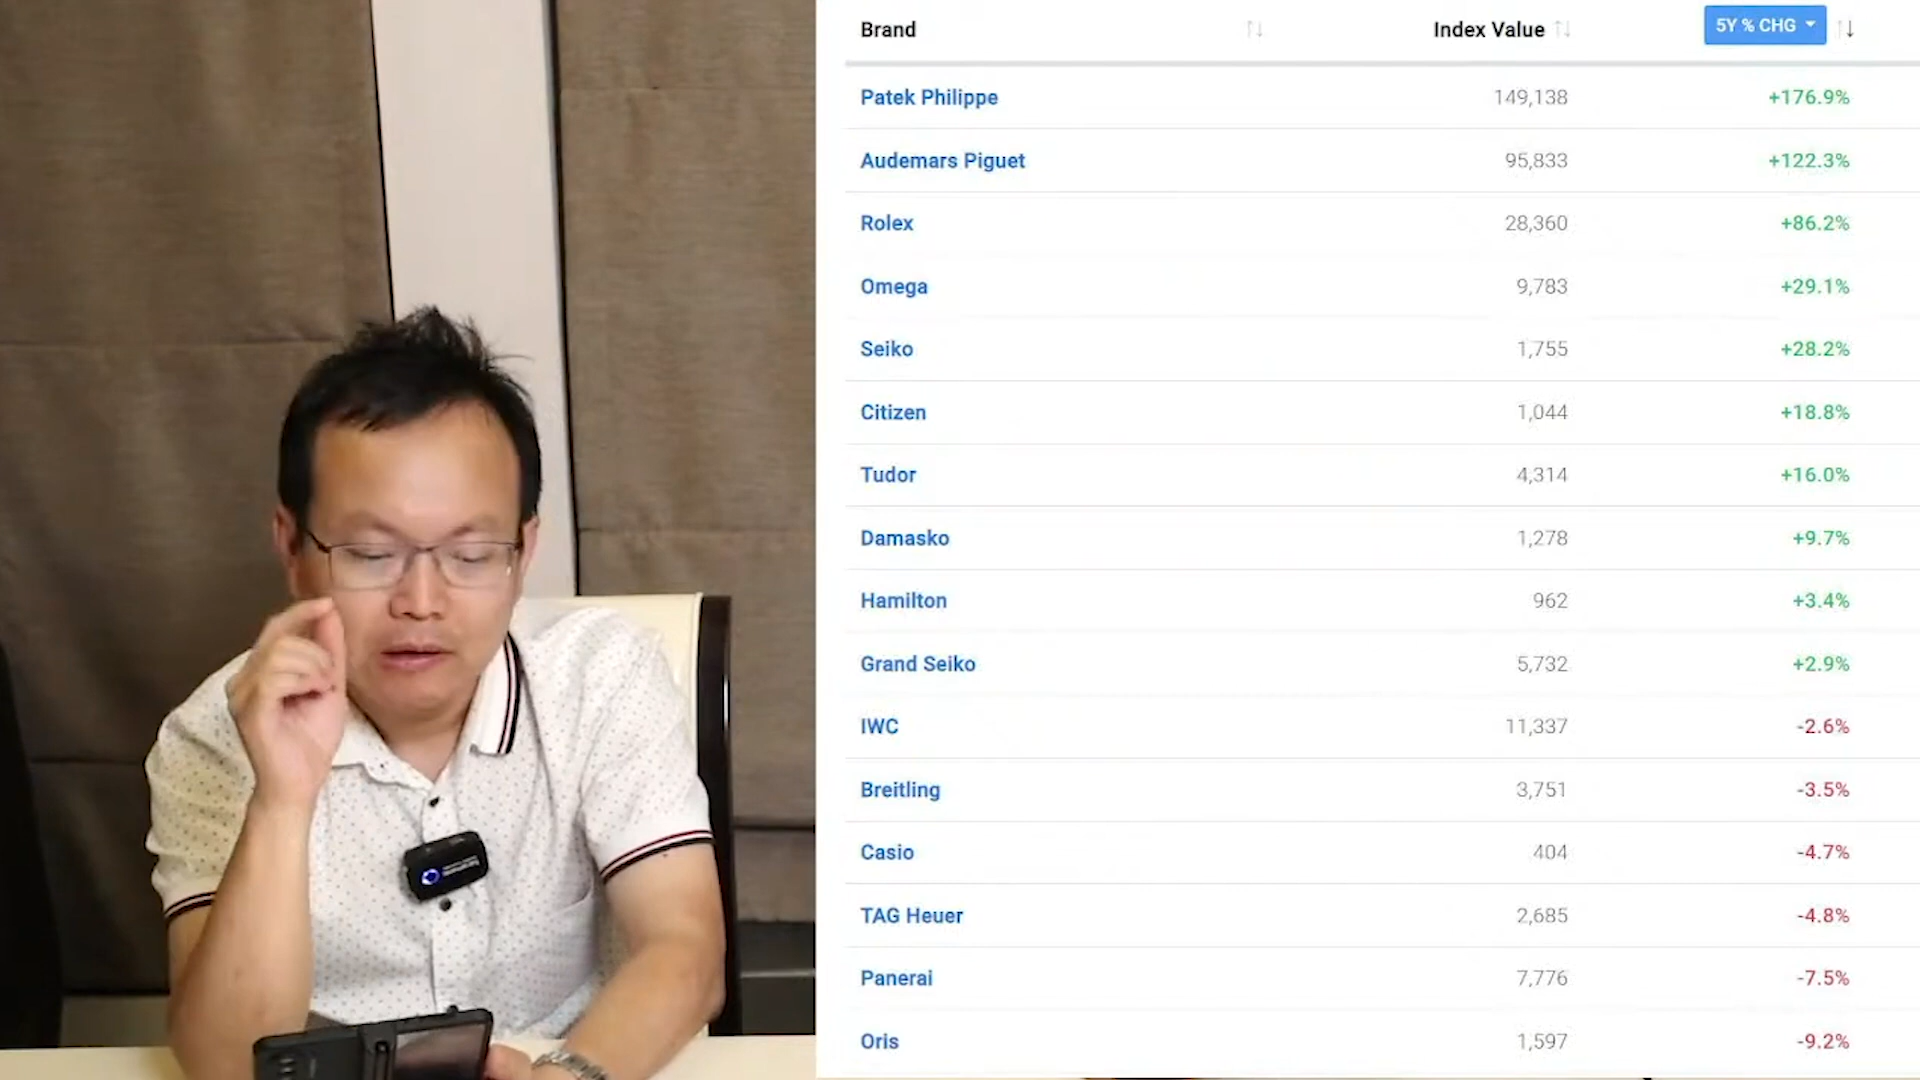 Brand Index Value 5Y % CHG
Patek Philippe 149,138 +176.9%
Audemars Piguet 95,833 +122.3%
Rolex 28,360 +86.2%
Omega 9,783 +29.1%
Seiko 1,755 +28.2%
Citizen 1,044 +18.8%
Tudor 4,314 +16.0%
Damasko 1,278 +9.7%
Hamilton 962 +3.4%
Grand Seiko 5,732 +2.9%
IWC 11,337 -2.6%
Breitling 3,751 -3.5%
Casio 404 -4.7%
TAG Heuer 2,685 -4.8%
Panerai 7,776 -7.5%
Oris 1,597 -9.2%